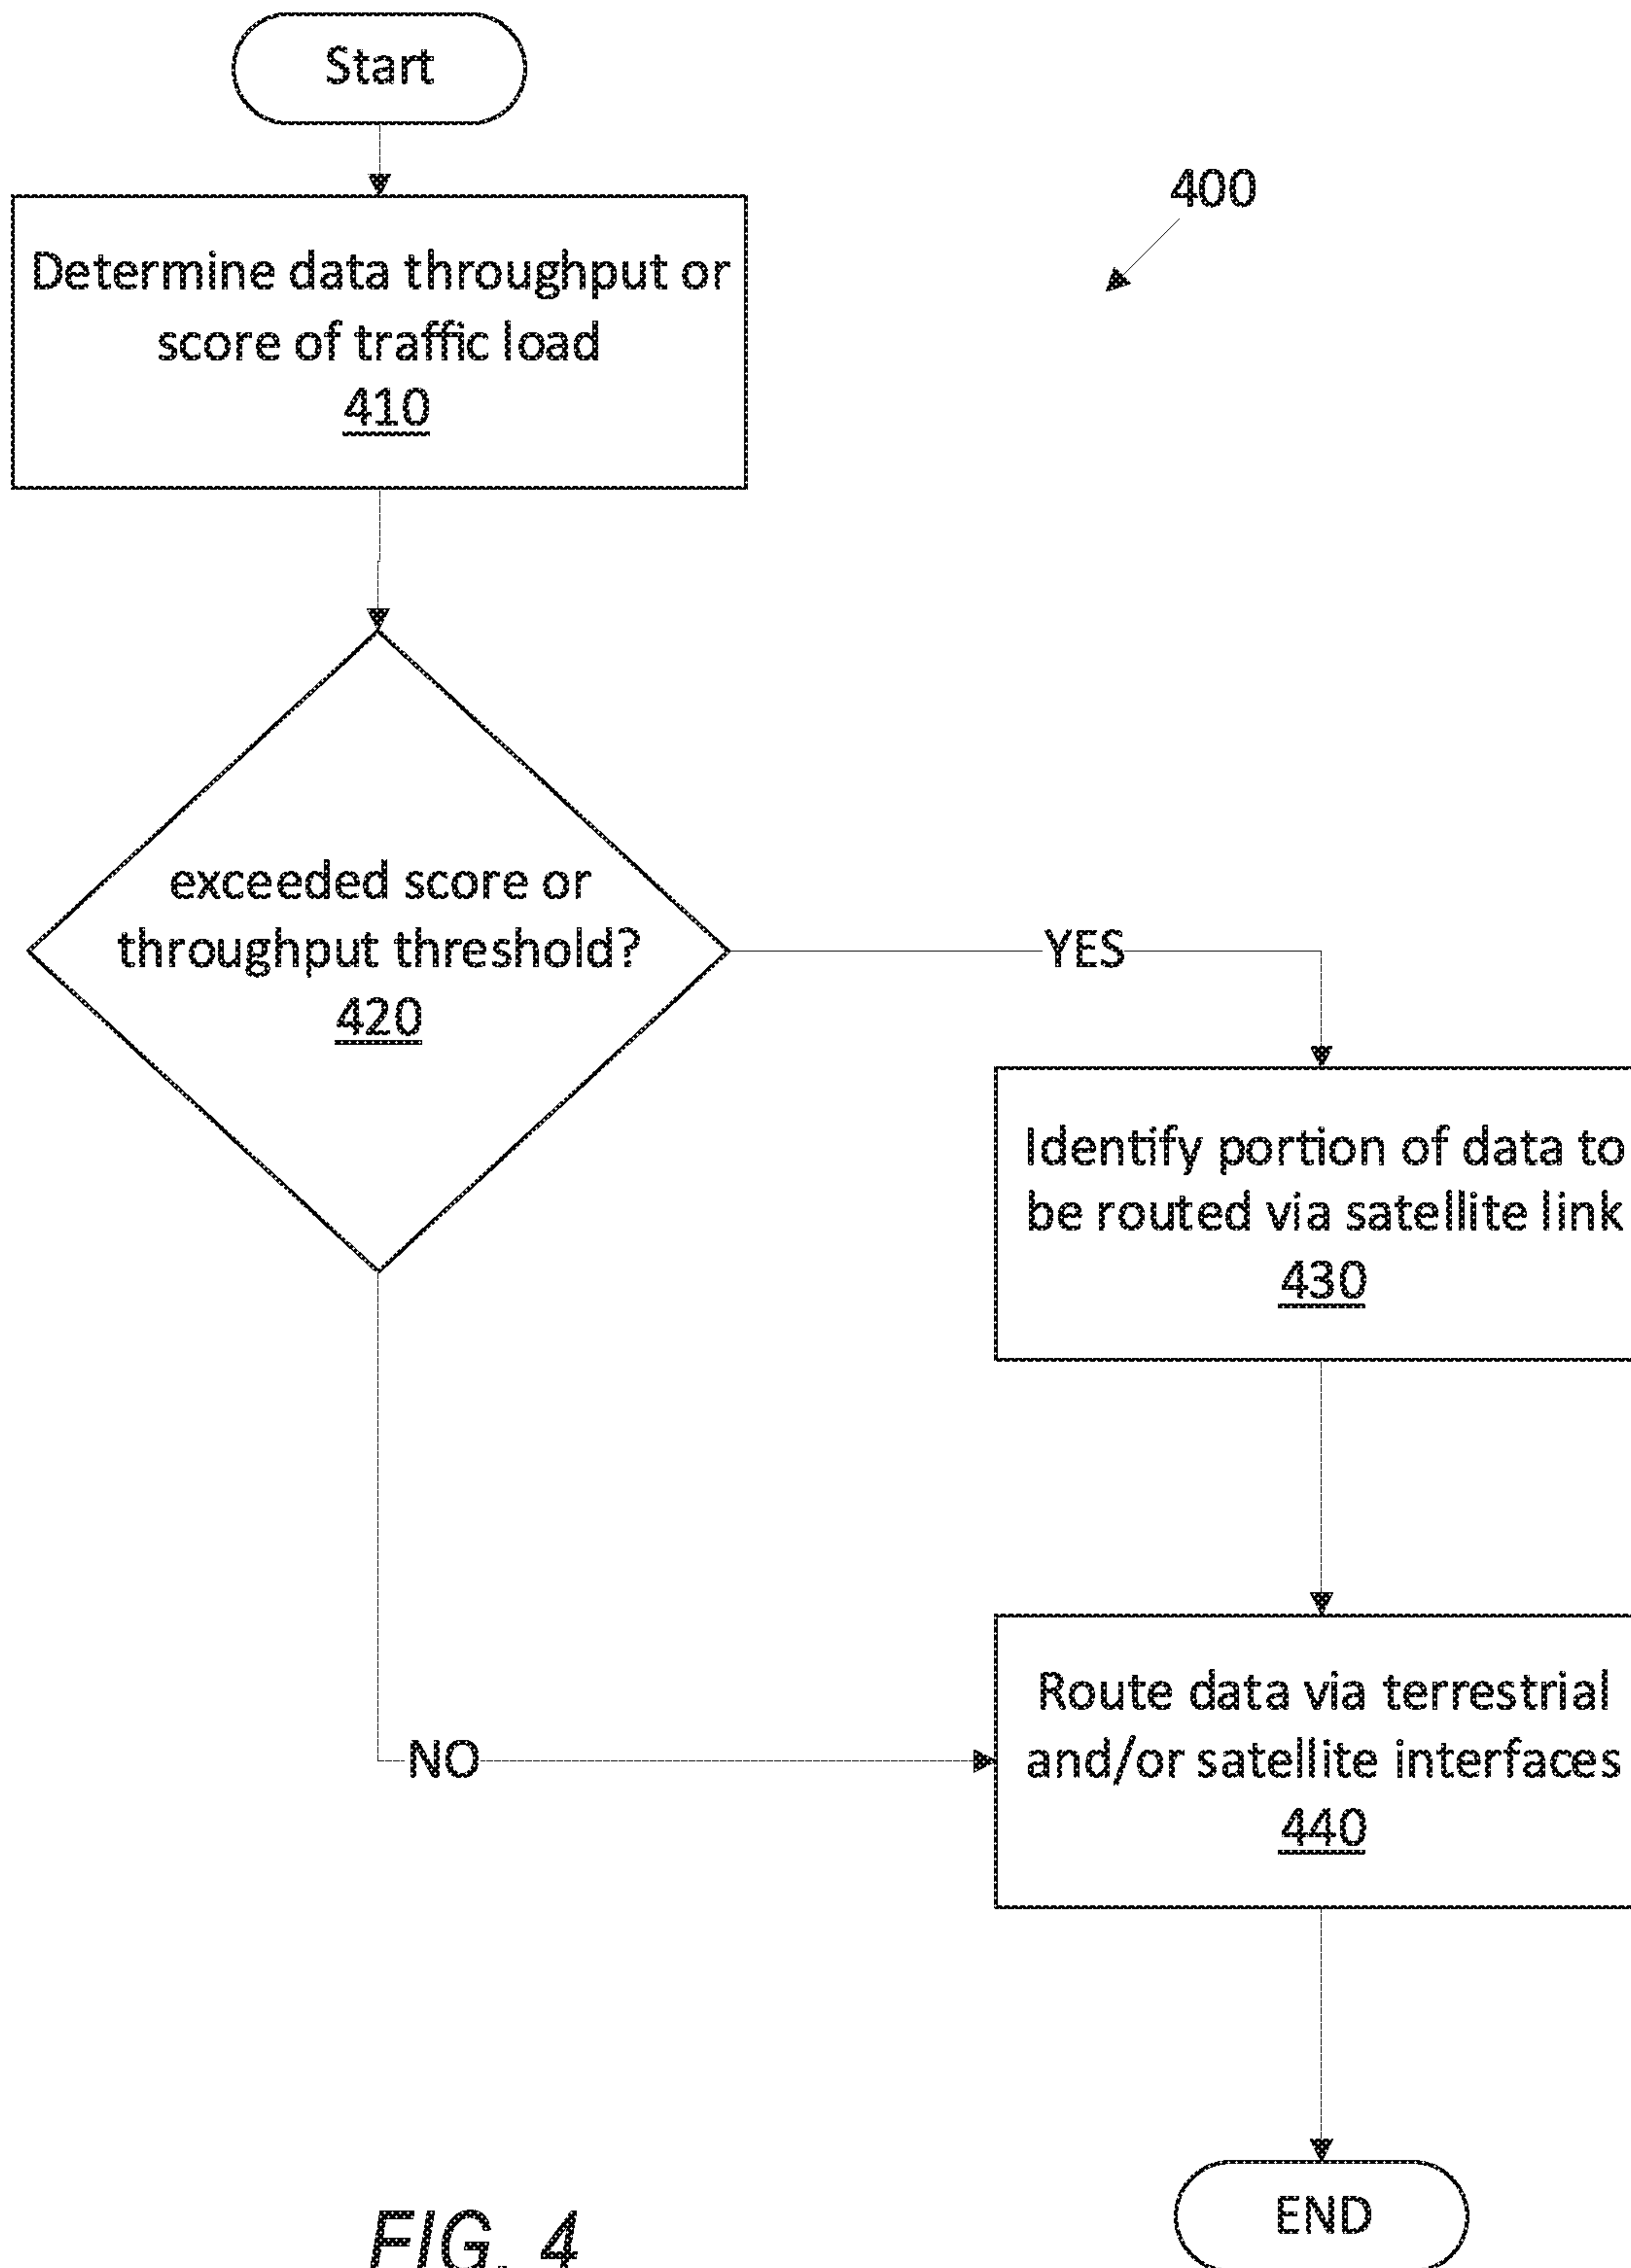 Start
400
Determine data throughput or
score of traffic load
410
exceeded score or
throughput threshold?
420
YES
Identify portion of data to
be routed via satellite link
430
Route data via terrestrial
and/or satellite interfaces
440
NO
END
FIG. 4